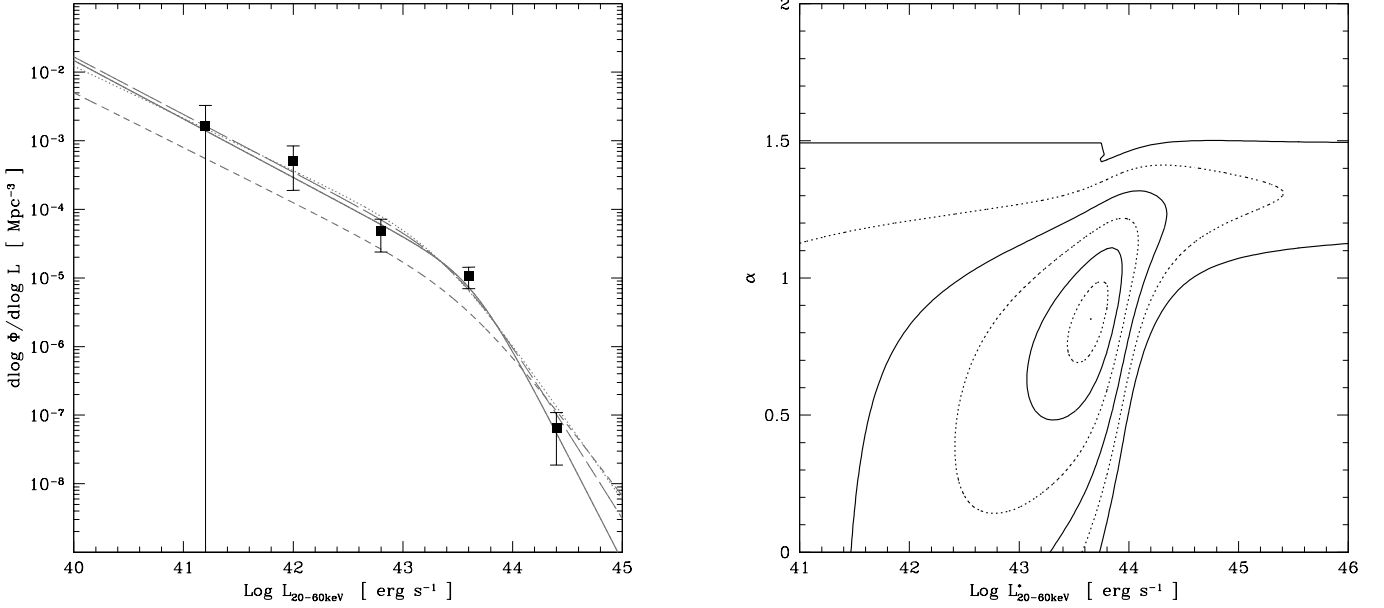 10⁻²
10⁻³
10⁻⁴
10⁻⁵
10⁻⁶
10⁻⁷
10⁻⁸
dlog Φ/dlog L [ Mpc⁻³ ]
40 41 42 43 44 45
Log L₂₀₋₆₀keV [ erg s⁻¹ ]
2
1.5
1
0.5
0
α
41 42 43 44 45 46
Log L*₂₀₋₆₀keV [ erg s⁻¹ ]